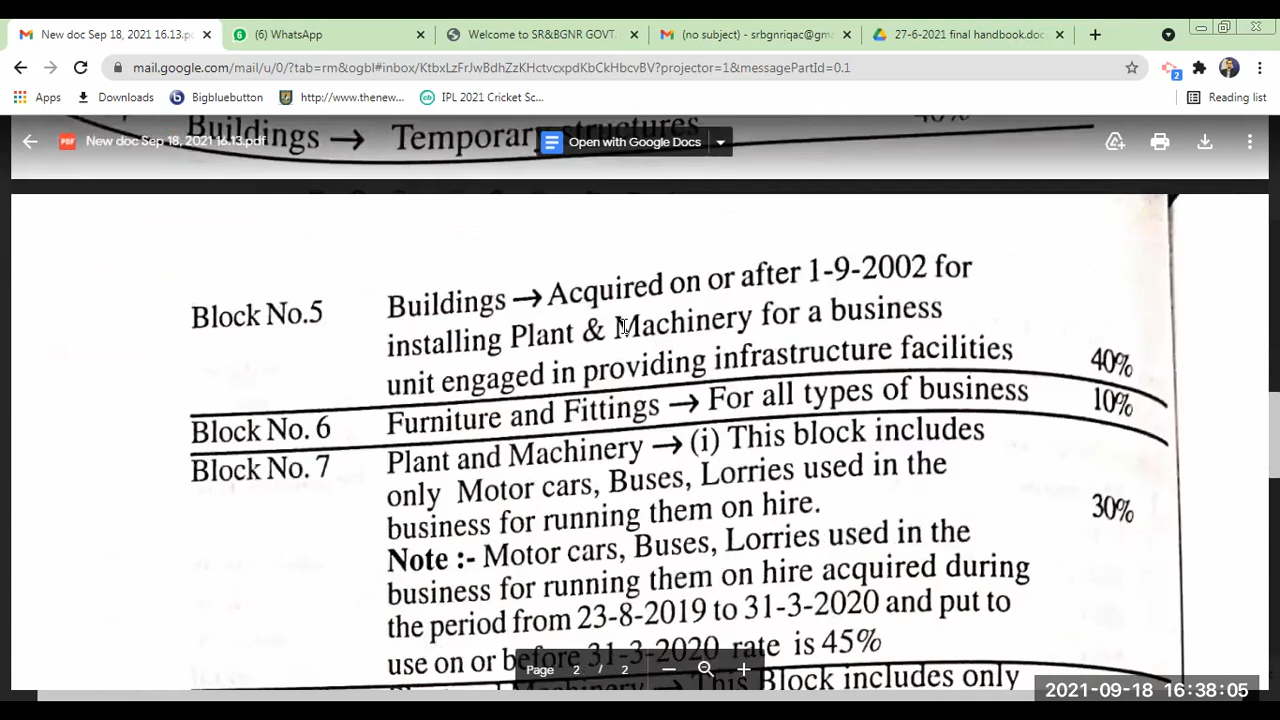 New doc Sep 18, 2021 16.13.p
(6) WhatsApp
Welcome to SR&BGNR GOVT.
(no subject) - srbgnriqac@gm
27-6-2021 final handbook.doc
mail.google.com/mail/u/0/?tab=rm&ogbl#inbox/KtbxLzFrJwBdhZzKHctvcxpdKbCkHbcvBV?projector=1&messagePartId=0.1
2
Apps
Downloads
Bigbluebutton
http://www.thenew...
IPL 2021 Cricket Sc...
Reading list
Buildings → Temporary structures 40%
PDF
New doc Sep 18, 2021 16.13.pdf
Open with Google Docs
Block No.5 Buildings → Acquired on or after 1-9-2002 for
installing Plant & Machinery for a business
unit engaged in providing infrastructure facilities 40%
Block No. 6 Furniture and Fittings → For all types of business 10%
Block No. 7 Plant and Machinery → (i) This block includes
only Motor cars, Buses, Lorries used in the
business for running them on hire. 30%
Note :- Motor cars, Buses, Lorries used in the
business for running them on hire acquired during
the period from 23-8-2019 to 31-3-2020 and put to
use on or before 31-3-2020 rate is 45%
Page 2 / 2
This Block includes only
2021-09-18 16:38:05